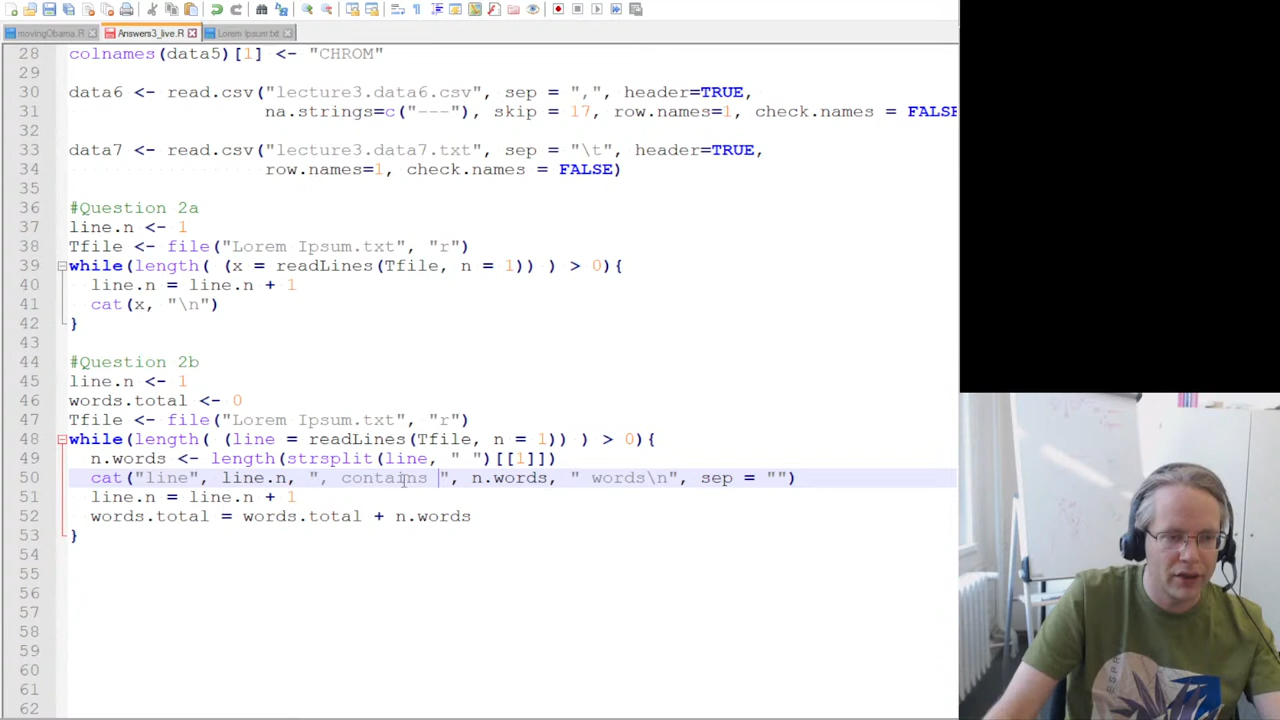 movingObama.R Answers3_live.R Lorem Ipsum.txt
28 colnames(data5)[1] <- "CHROM"
29
30 data6 <- read.csv("lecture3.data6.csv", sep = ",", header=TRUE,
31 na.strings=c("---"), skip = 17, row.names=1, check.names = FALSE
32
33 data7 <- read.csv("lecture3.data7.txt", sep = "\t", header=TRUE,
34 row.names=1, check.names = FALSE)
35
36 #Question 2a
37 line.n <- 1
38 Tfile <- file("Lorem Ipsum.txt", "r")
39 while(length( (x = readLines(Tfile, n = 1)) ) > 0){
40 line.n = line.n + 1
41 cat(x, "\n")
42 }
43
44 #Question 2b
45 line.n <- 1
46 words.total <- 0
47 Tfile <- file("Lorem Ipsum.txt", "r")
48 while(length( (line = readLines(Tfile, n = 1)) ) > 0){
49 n.words <- length(strsplit(line, " ")[[1]])
50 cat("line", line.n, ", contains ", n.words, " words\n", sep = "")
51 line.n = line.n + 1
52 words.total = words.total + n.words
53 }
54
55
56
57
58
59
60
61
62